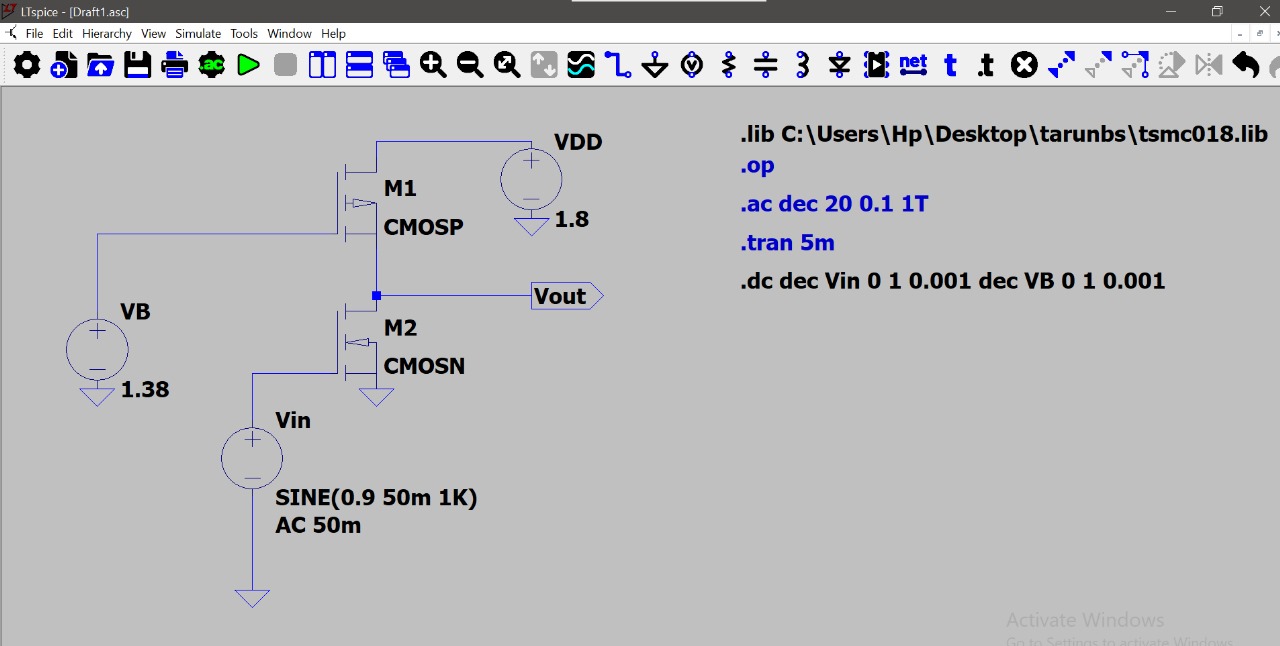 LTspice - [Draft1.asc]
File Edit Hierarchy View Simulate Tools Window Help
.ac net t .t
VDD
1.8
M1
CMOSP
VB
1.38
Vout
M2
CMOSN
Vin
SINE(0.9 50m 1K)
AC 50m
.lib C:\Users\Hp\Desktop\tarunbs\tsmc018.lib
.op
.ac dec 20 0.1 1T
.tran 5m
.dc dec Vin 0 1 0.001 dec VB 0 1 0.001
Activate Windows
Go to Settings to activate Windows.